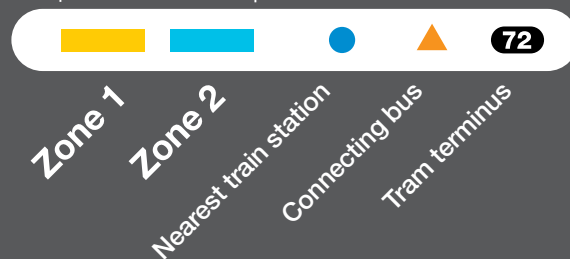 72
Zone 1
Zone 2
Nearest train station
Connecting bus
Tram terminus